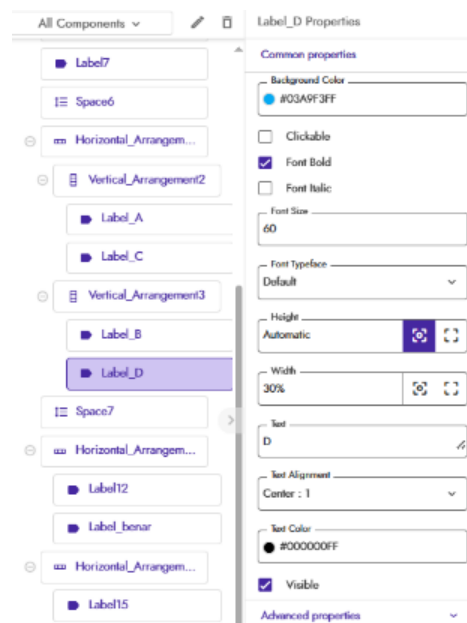 All Components
Label7
Space6
Horizontal_Arrangem...
Vertical_Arrangement2
Label_A
Label_C
Vertical_Arrangement3
Label_B
Label_D
Space7
Horizontal_Arrangem...
Label12
Label_benar
Horizontal_Arrangem...
Label15
Label_D Properties
Common properties
Background Color
#03A9F3FF
Clickable
Font Bold
Font Italic
Font Size
60
Font Typeface
Default
Height
Automatic
Width
30%
Text
D
Text Alignment
Center : 1
Text Color
#000000FF
Visible
Advanced properties